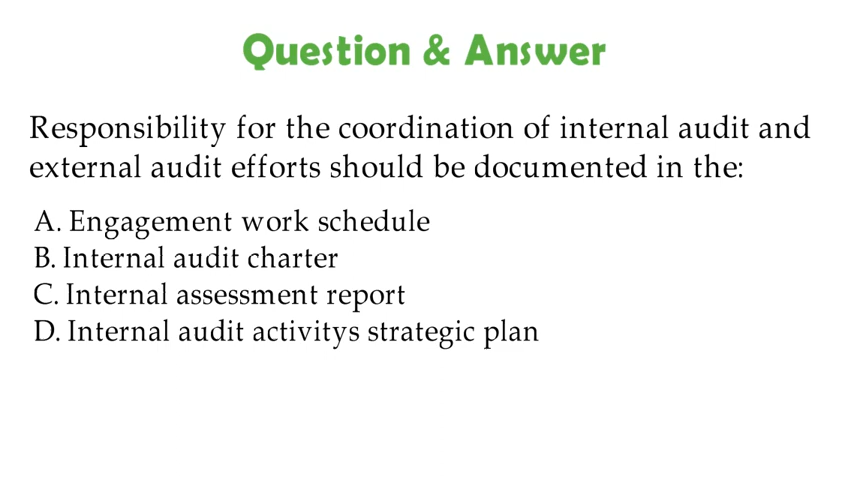 Question & Answer
Responsibility for the coordination of internal audit and
external audit efforts should be documented in the:
A. Engagement work schedule
B. Internal audit charter
C. Internal assessment report
D. Internal audit activitys strategic plan